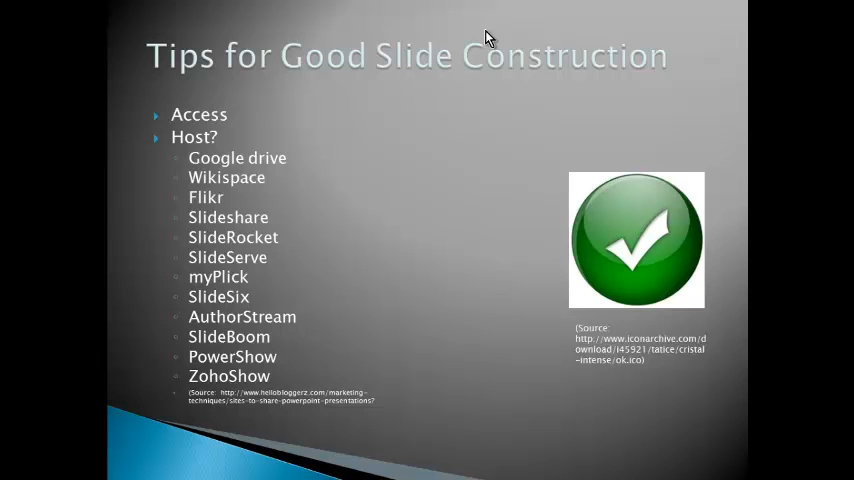 Tips for Good Slide Construction
Access
Host?
Google drive
Wikispace
Flikr
Slideshare
SlideRocket
SlideServe
myPlick
SlideSix
AuthorStream
SlideBoom
PowerShow
ZohoShow
(Source: http://www.hellobloggerz.com/marketing-
techniques/sites-to-share-powerpoint-presentations?
(Source:
http://www.iconarchive.com/d
ownload/i45921/tatice/cristal
-intense/ok.ico)